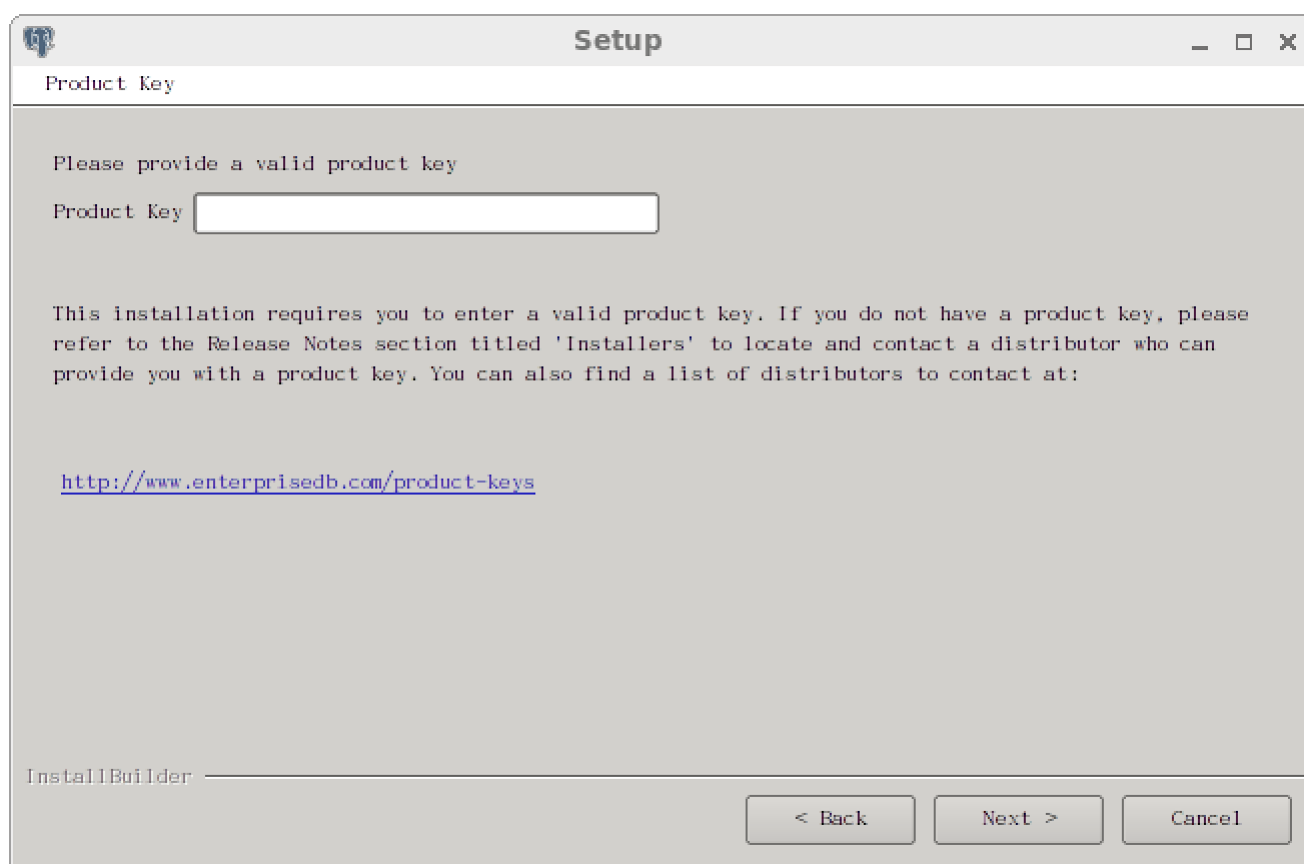 Setup
Product Key
Please provide a valid product key
Product Key
This installation requires you to enter a valid product key. If you do not have a product key, please
refer to the Release Notes section titled 'Installers' to locate and contact a distributor who can
provide you with a product key. You can also find a list of distributors to contact at:
http://www.enterprisedb.com/product-keys
InstallBuilder
< Back Next > Cancel